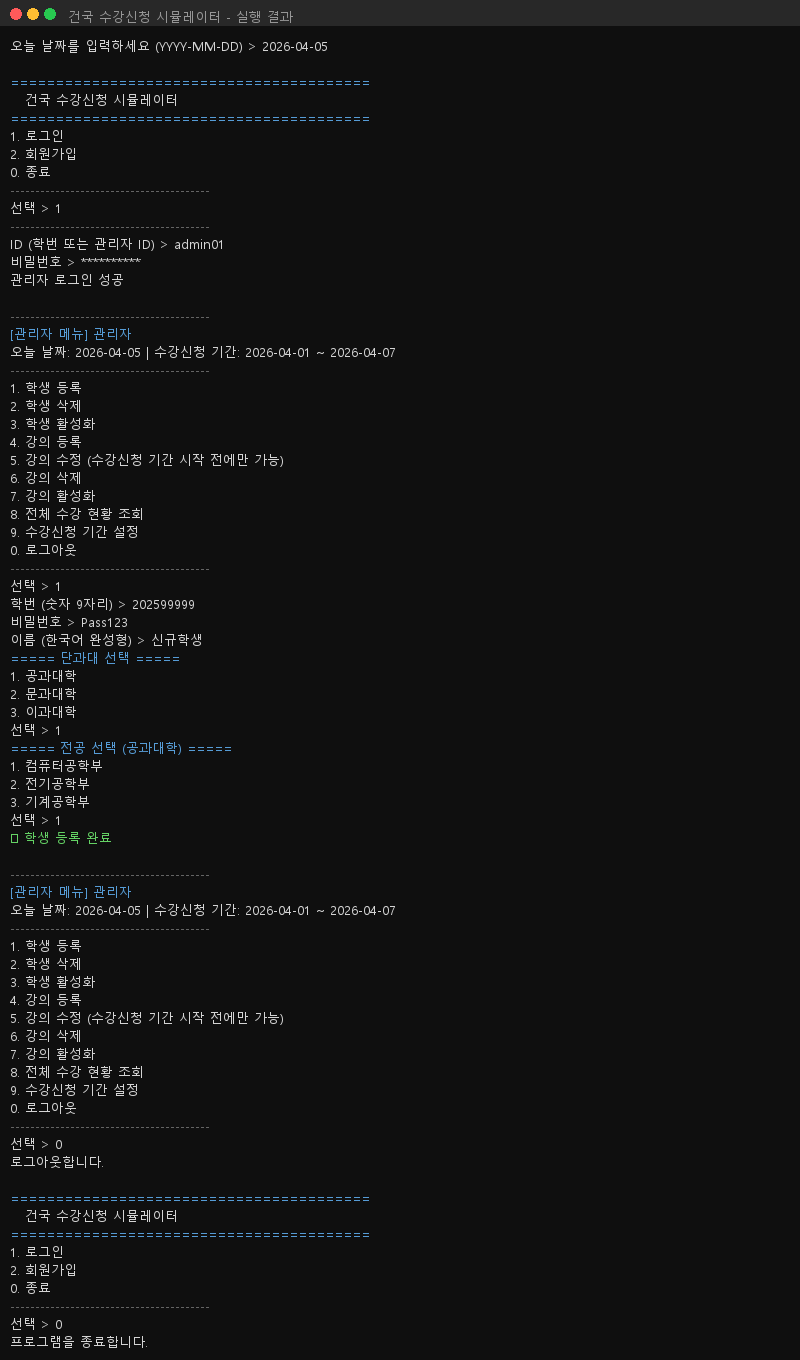 건국 수강신청 시뮬레이터 - 실행 결과
오늘 날짜를 입력하세요 (YYYY-MM-DD) > 2026-04-05
========================================
건국 수강신청 시뮬레이터
========================================
1. 로그인
2. 회원가입
0. 종료
----------------------------------------
선택 > 1
----------------------------------------
ID (학번 또는 관리자 ID) > admin01
비밀번호 > **********
관리자 로그인 성공
----------------------------------------
[관리자 메뉴] 관리자
오늘 날짜: 2026-04-05 | 수강신청 기간: 2026-04-01 ~ 2026-04-07
----------------------------------------
1. 학생 등록
2. 학생 삭제
3. 학생 활성화
4. 강의 등록
5. 강의 수정 (수강신청 기간 시작 전에만 가능)
6. 강의 삭제
7. 강의 활성화
8. 전체 수강 현황 조회
9. 수강신청 기간 설정
0. 로그아웃
----------------------------------------
선택 > 1
학번 (숫자 9자리) > 202599999
비밀번호 > Pass123
이름 (한국어 완성형) > 신규학생
===== 단과대 선택 =====
1. 공과대학
2. 문과대학
3. 이과대학
선택 > 1
===== 전공 선택 (공과대학) =====
1. 컴퓨터공학부
2. 전기공학부
3. 기계공학부
선택 > 1
학생 등록 완료
----------------------------------------
[관리자 메뉴] 관리자
오늘 날짜: 2026-04-05 | 수강신청 기간: 2026-04-01 ~ 2026-04-07
----------------------------------------
1. 학생 등록
2. 학생 삭제
3. 학생 활성화
4. 강의 등록
5. 강의 수정 (수강신청 기간 시작 전에만 가능)
6. 강의 삭제
7. 강의 활성화
8. 전체 수강 현황 조회
9. 수강신청 기간 설정
0. 로그아웃
----------------------------------------
선택 > 0
로그아웃합니다.
========================================
건국 수강신청 시뮬레이터
========================================
1. 로그인
2. 회원가입
0. 종료
----------------------------------------
선택 > 0
프로그램을 종료합니다.